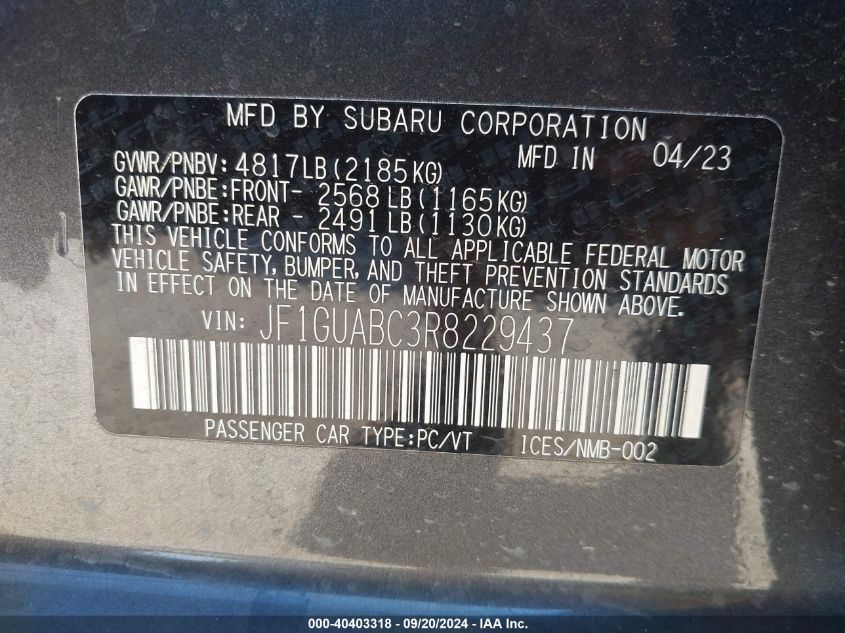 MFD BY SUBARU CORPORATION
GVWR/PNBV: 4817LB(2185KG) MFD IN 04/23
GAWR/PNBE:FRONT- 2568 LB(1165KG)
GAWR/PNBE:REAR - 2491 LB(1130KG)
THIS VEHICLE CONFORMS TO ALL APPLICABLE FEDERAL MOTOR
VEHICLE SAFETY, BUMPER, AND THEFT PREVENTION STANDARDS
IN EFFECT ON THE DATE OF MANUFACTURE SHOWN ABOVE.
VIN: JF1GUABC3R8229437
PASSENGER CAR TYPE:PC/VT ICES/NMB-002
000-40403318 - 09/20/2024 - IAA Inc.